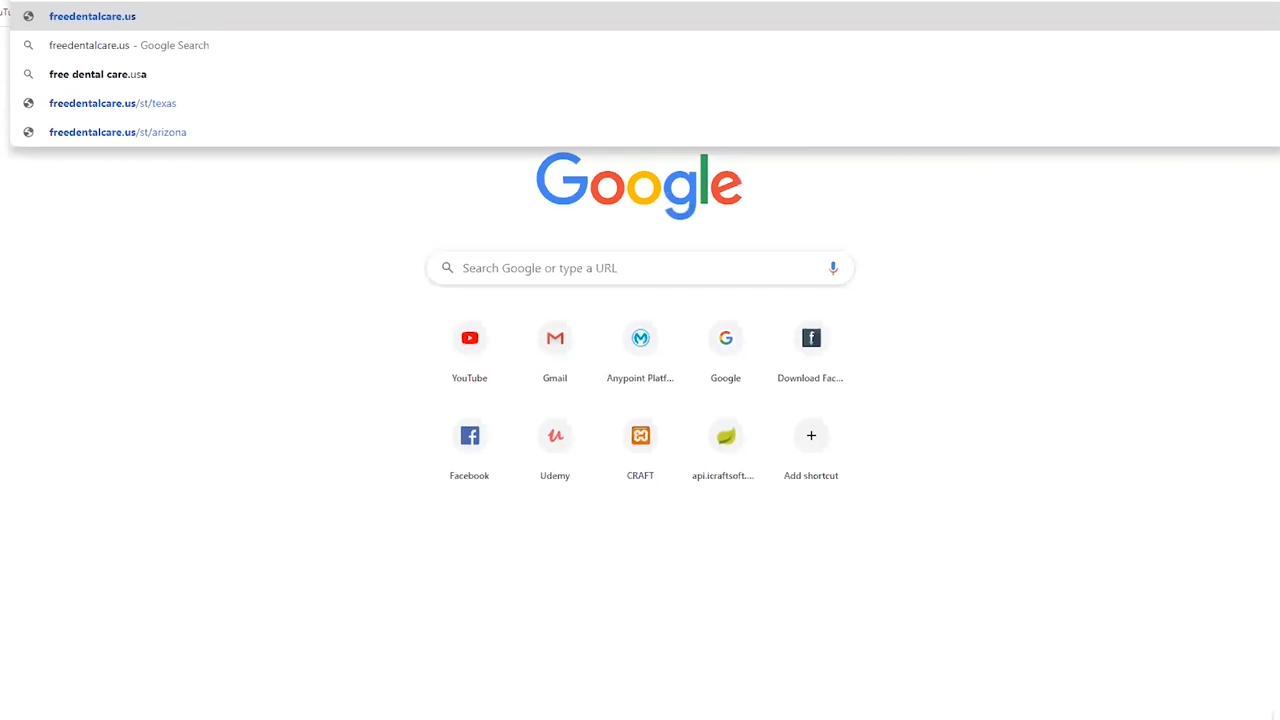 freedentalcare.us
freedentalcare.us - Google Search
free dental care.usa
freedentalcare.us/st/texas
freedentalcare.us/st/arizona
Google
Search Google or type a URL
YouTube Gmail Anypoint Platf... Google Download Fac...
Facebook Udemy CRAFT api.icraftsoft.... Add shortcut